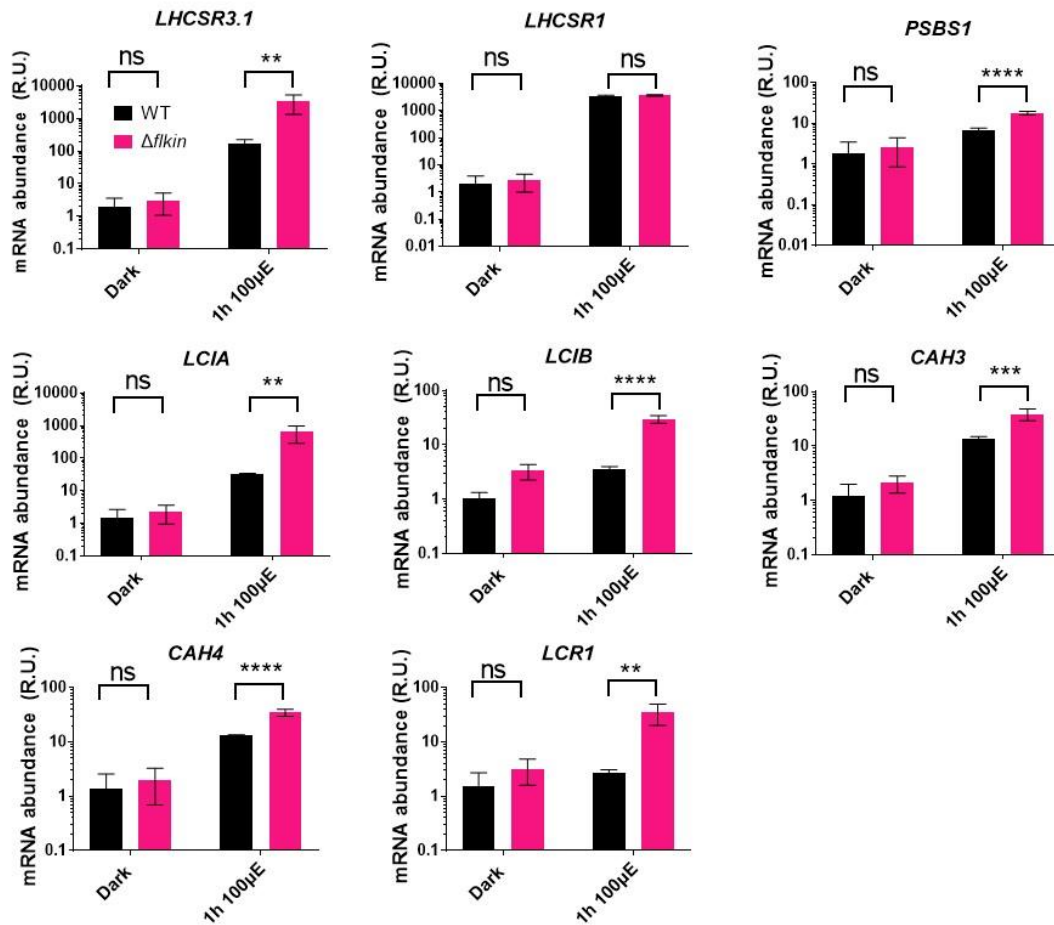 LHCSR3.1
mRNA abundance (R.U.)
ns
**
10000
1000
100
10
1
0.1
WT
Δflkin
Dark
1h 100µE
LHCSR1
mRNA abundance (R.U.)
ns
ns
10000
1000
100
10
1
0.1
0.01
Dark
1h 100µE
PSBS1
mRNA abundance (R.U.)
ns
****
100
10
1
0.1
0.01
Dark
1h 100µE
LCIA
mRNA abundance (R.U.)
ns
**
10000
1000
100
10
1
0.1
Dark
1h 100µE
LCIB
mRNA abundance (R.U.)
ns
****
100
10
1
0.1
Dark
1h 100µE
CAH3
mRNA abundance (R.U.)
ns
***
100
10
1
0.1
Dark
1h 100µE
CAH4
mRNA abundance (R.U.)
ns
****
100
10
1
0.1
Dark
1h 100µE
LCR1
mRNA abundance (R.U.)
ns
**
100
10
1
0.1
Dark
1h 100µE